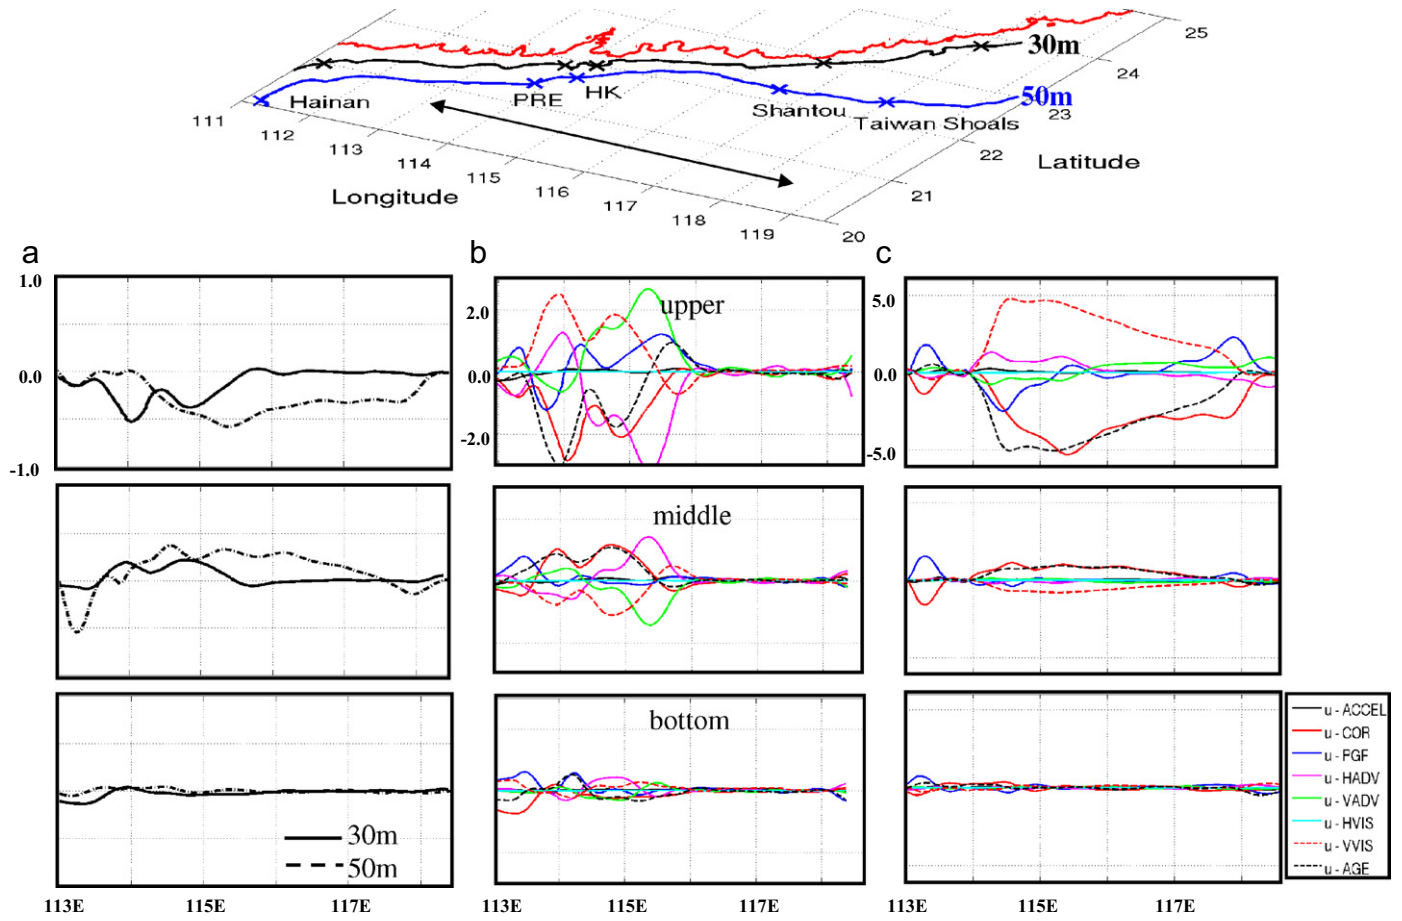 25
30m
24
50m
23
Hainan
PRE
HK
Shantou
Taiwan Shoals
111
112
113
114
115
116
117
118
119
20
21
22
Longitude
Latitude
a
b
c
1.0
0.0
-1.0
2.0
0.0
-2.0
upper
5.0
0.0
-5.0
middle
bottom
30m
50m
u - ACCEL
u - COR
u - PGF
u - HADV
u - VADV
u - HVIS
u - VVIS
u - AGE
113E 115E 117E
113E 115E 117E
113E 115E 117E